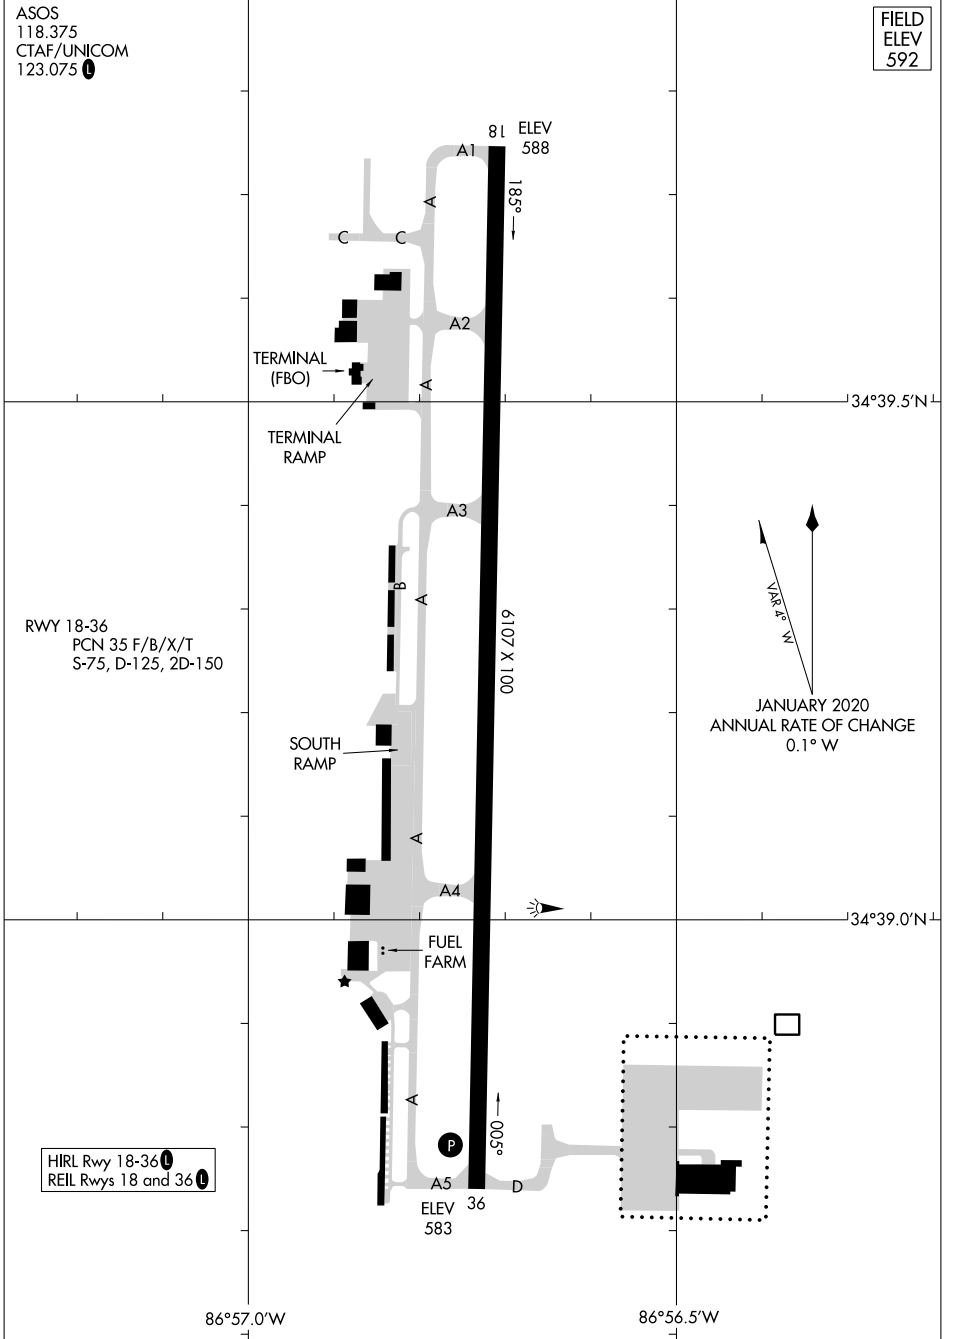 ASOS
118.375
CTAF/UNICOM
123.075 L
FIELD
ELEV
592
18
ELEV
588
A1
185°
A
C
C
A2
TERMINAL
(FBO)
A
34°39.5'N
TERMINAL
RAMP
A3
B
A
VAR 4° W
RWY 18-36
PCN 35 F/B/X/T
S-75, D-125, 2D-150
6107 X 100
JANUARY 2020
ANNUAL RATE OF CHANGE
0.1° W
SOUTH
RAMP
A
A4
34°39.0'N
FUEL
FARM
A
005°
P
HIRL Rwy 18-36 L
REIL Rwys 18 and 36 L
A5
D
36
ELEV
583
86°57.0'W
86°56.5'W